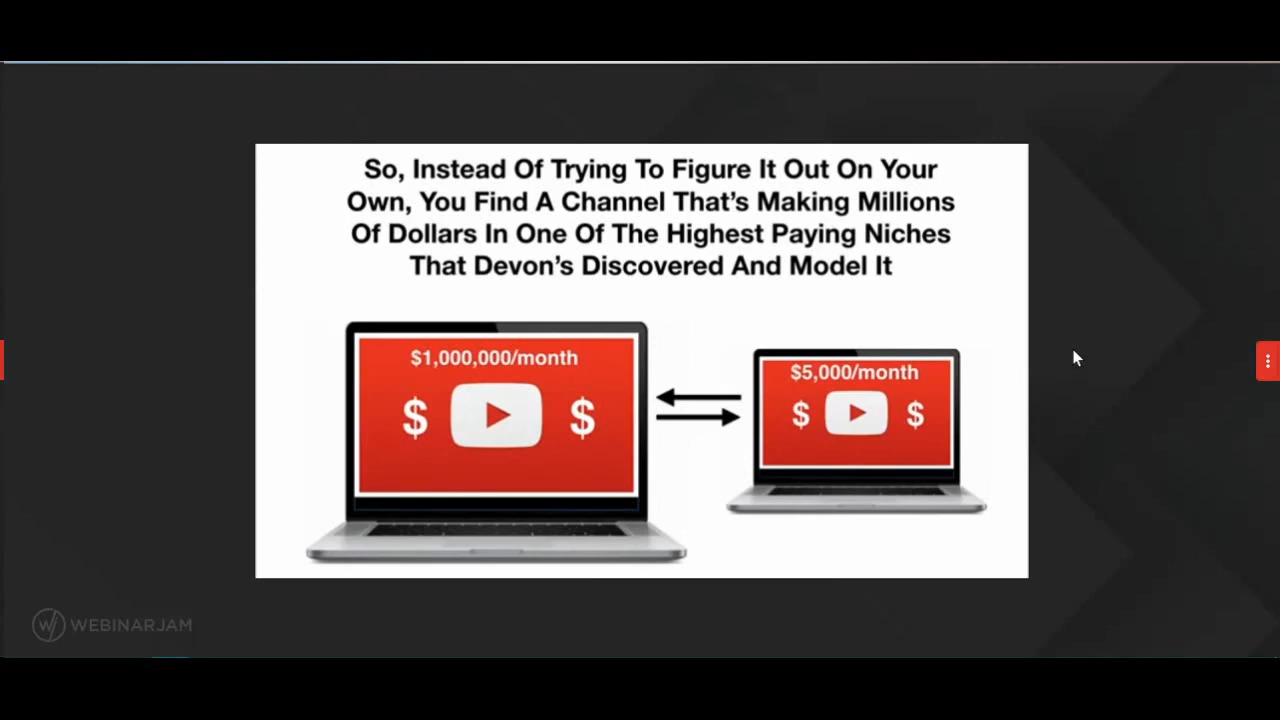 So, Instead Of Trying To Figure It Out On Your
Own, You Find A Channel That's Making Millions
Of Dollars In One Of The Highest Paying Niches
That Devon's Discovered And Model It
$1,000,000/month
$ $
$5,000/month
$ $
WEBINARJAM